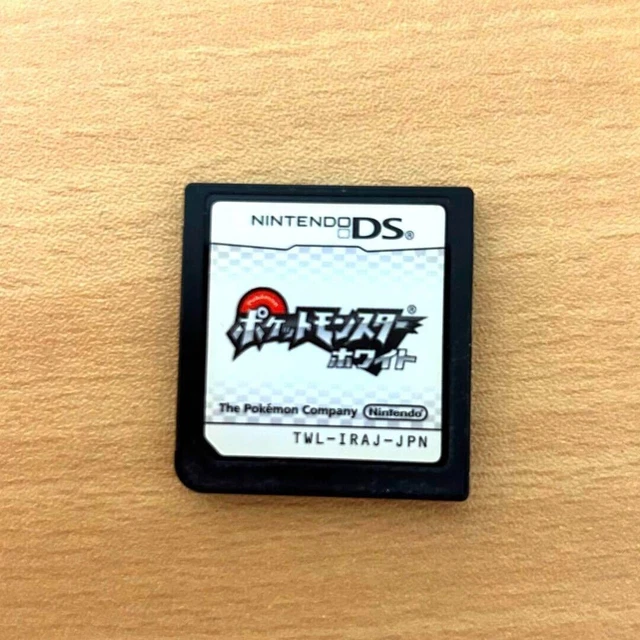 NINTENDO DS®
Pokémon
ポケットモンスター®
ホワイト
The Pokémon Company Nintendo
TWL-IRAJ-JPN